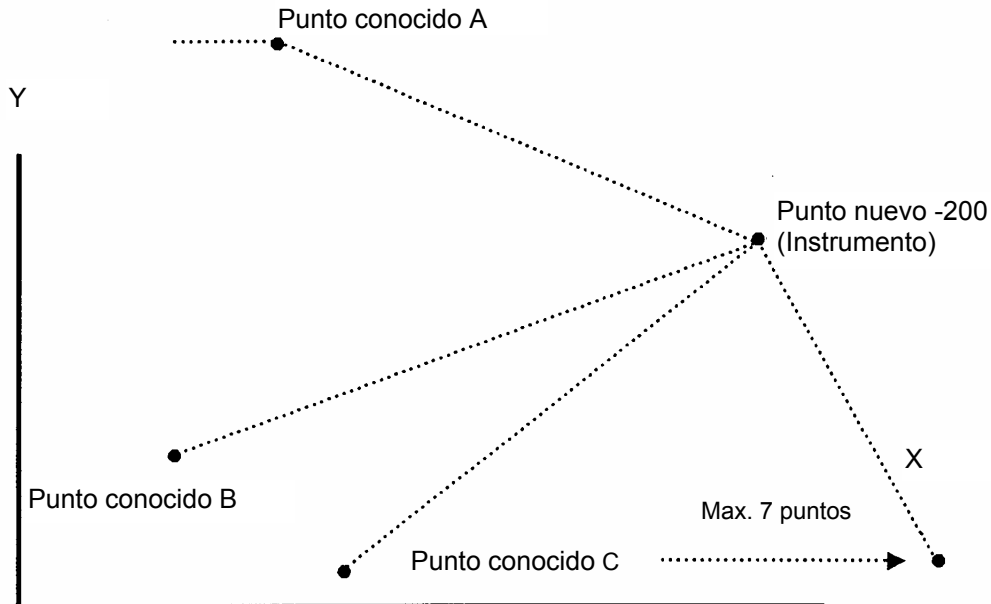 Punto conocido A
Y
Punto nuevo -200
(Instrumento)
X
Punto conocido B
Max. 7 puntos
Punto conocido C